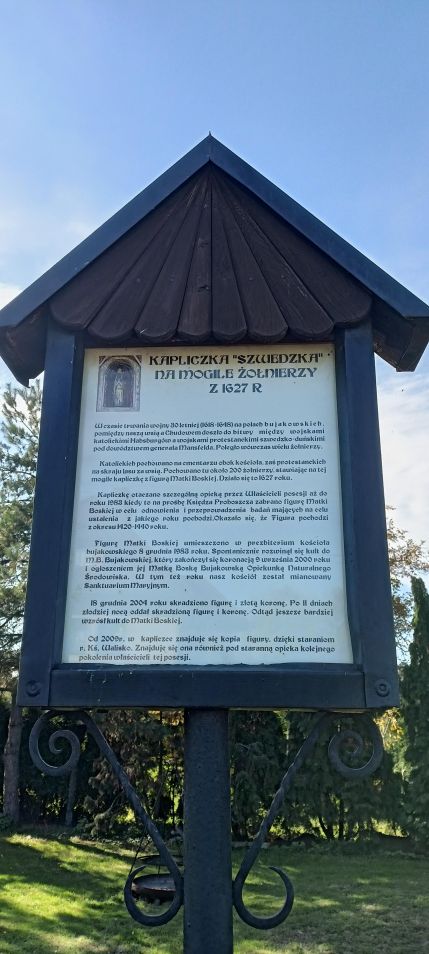 KAPLICZKA "SZWEDZKA"
NA MOGILE ŻOŁNIERZY
Z 1627 R
W czasie trwania wojny 30 letniej (1618-1648) na polach bujakowskich,
pomiędzy naszą wsią a Chudowem doszło do bitwy między wojskami
katolickimi Habsburgów a wojskami protestanckimi szwedzko-duńskimi
pod dowództwem generała Mansfelda. Poległo wówczas wielu żołnierzy.
Katolickich pochowano na cmentarzu obok kościoła, zaś protestanckich
na skraju lasu za wsią. Pochowano tu około 200 żołnierzy, stawiając na tej
mogile kapliczkę z figurą Matki Boskiej. Działo się to 1627 roku.
Kapliczkę otaczano szczególną opieką przez Właścicieli posesji aż do
roku 1983 kiedy to na prośbę Księdza Proboszcza zabrano figurę Matki
Boskiej w celu odnowienia i przeprowadzenia badań mających na celu
ustalenia z jakiego roku pochodzi. Okazało się, że Figura pochodzi
z okresu 1420-1440 roku.
Figurę Matki Boskiej umieszczono w prezbiterium kościoła
bujakowskiego 8 grudnia 1983 roku. Spontanicznie rozwinął się kult do
M.B. Bujakowskiej, który zakończył się koronacją 9 września 2000 roku
i ogłoszeniem jej Matką Boską Bujakowską Opiekunką Naturalnego
Środowiska. W tym też roku nasz kościół został mianowany
Sanktuarium Maryjnym.
18 grudnia 2004 roku skradziono figurę i złotą koronę. Po 11 dniach
złodziej nocą oddał skradzioną figurę i koronę. Odtąd jeszcze bardziej
wzrósł kult do Matki Boskiej.
Od 2009r. w kapliczce znajduje się kopia figury, dzięki staraniom
r. Kś. Walisko. Znajduje się ona również pod staranną opieką kolejnego
pokolenia właścicieli tej posesji.